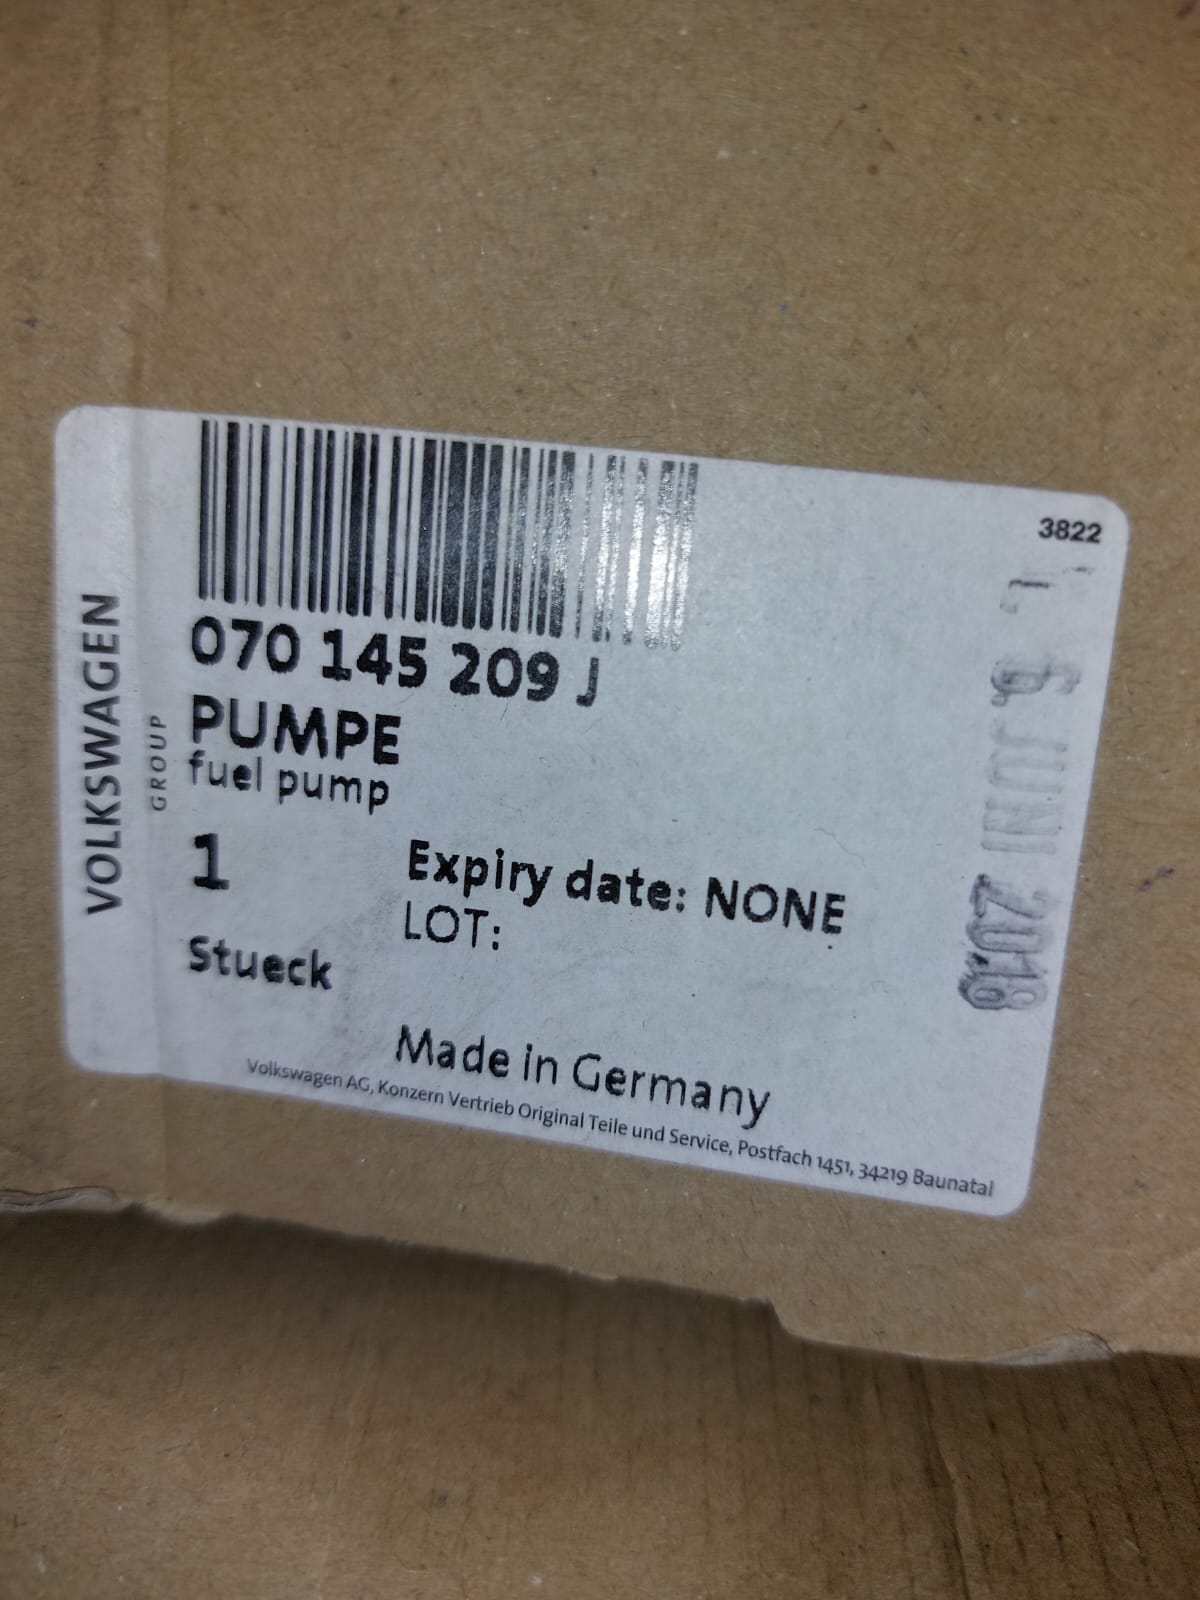 VOLKSWAGEN
GROUP
3822
070 145 209 J
PUMPE
fuel pump
1
Expiry date: NONE
LOT:
Stueck
Made in Germany
Volkswagen AG, Konzern Vertrieb Original Teile und Service, Postfach 1451, 34219 Baunatal
6. JUNI 2018